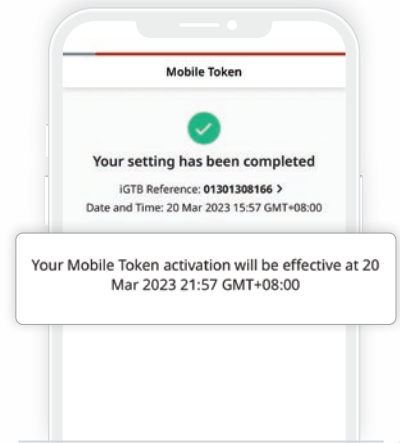 Mobile Token
Your setting has been completed
iGTB Reference: 01301308166 >
Date and Time: 20 Mar 2023 15:57 GMT+08:00
Your Mobile Token activation will be effective at 20
Mar 2023 21:57 GMT+08:00